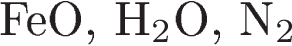 FeO, H₂O, N₂